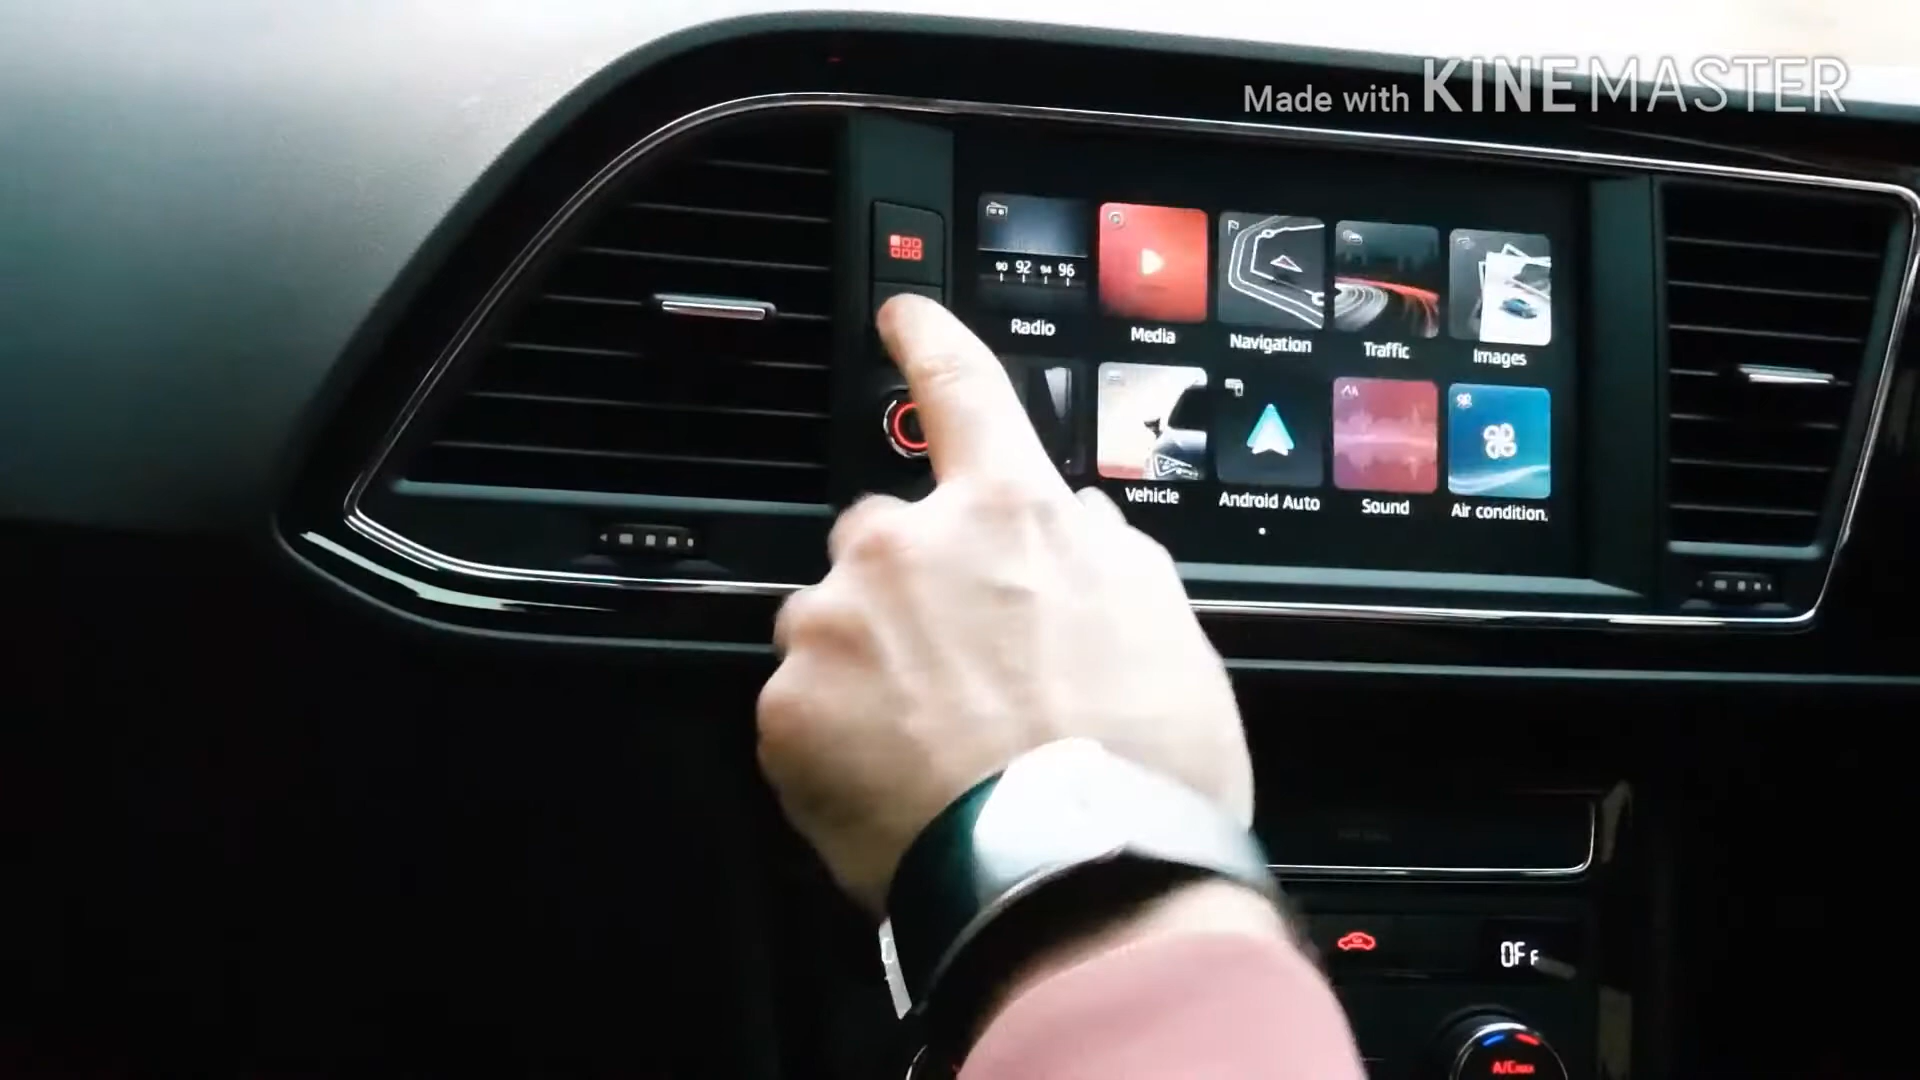 Made with KINEMASTER
90 92 94 96
Radio
Media
Navigation
Traffic
Images
Vehicle
Android Auto
Sound
Air condition.
OFF
A/C MAX